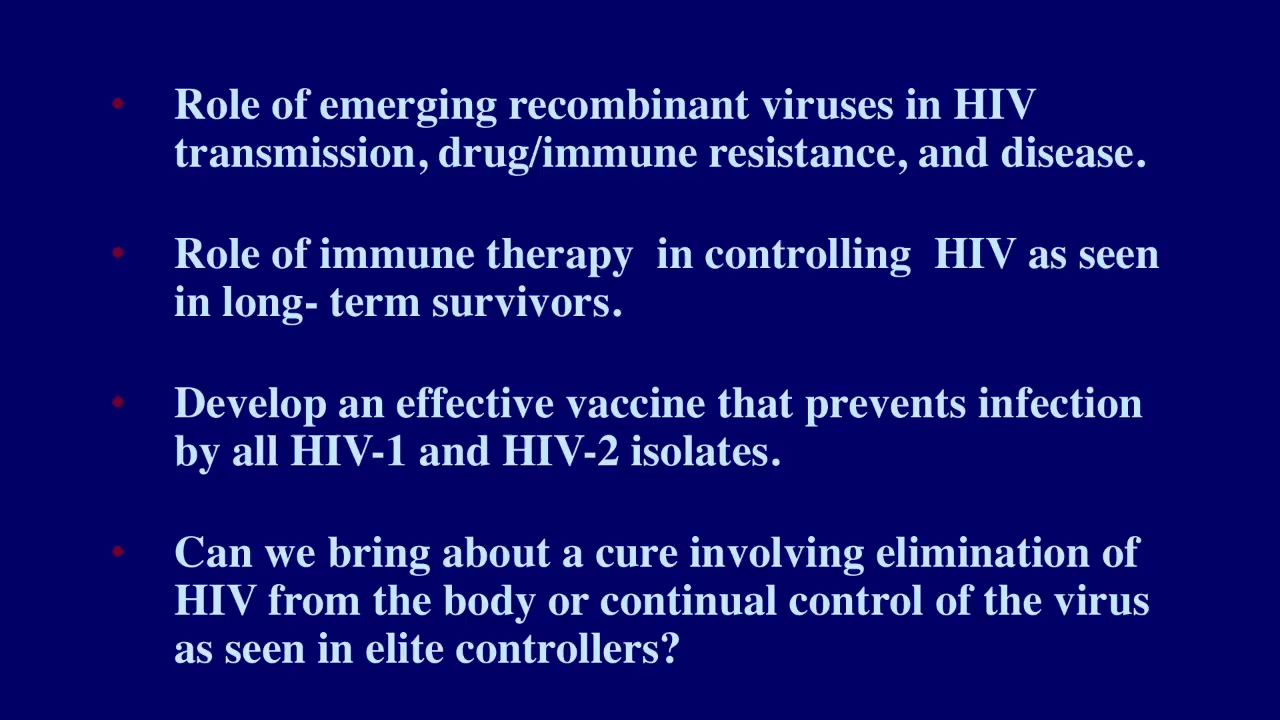 • Role of emerging recombinant viruses in HIV
transmission, drug/immune resistance, and disease.
• Role of immune therapy  in controlling  HIV as seen
in long- term survivors.
• Develop an effective vaccine that prevents infection
by all HIV-1 and HIV-2 isolates.
• Can we bring about a cure involving elimination of
HIV from the body or continual control of the virus
as seen in elite controllers?